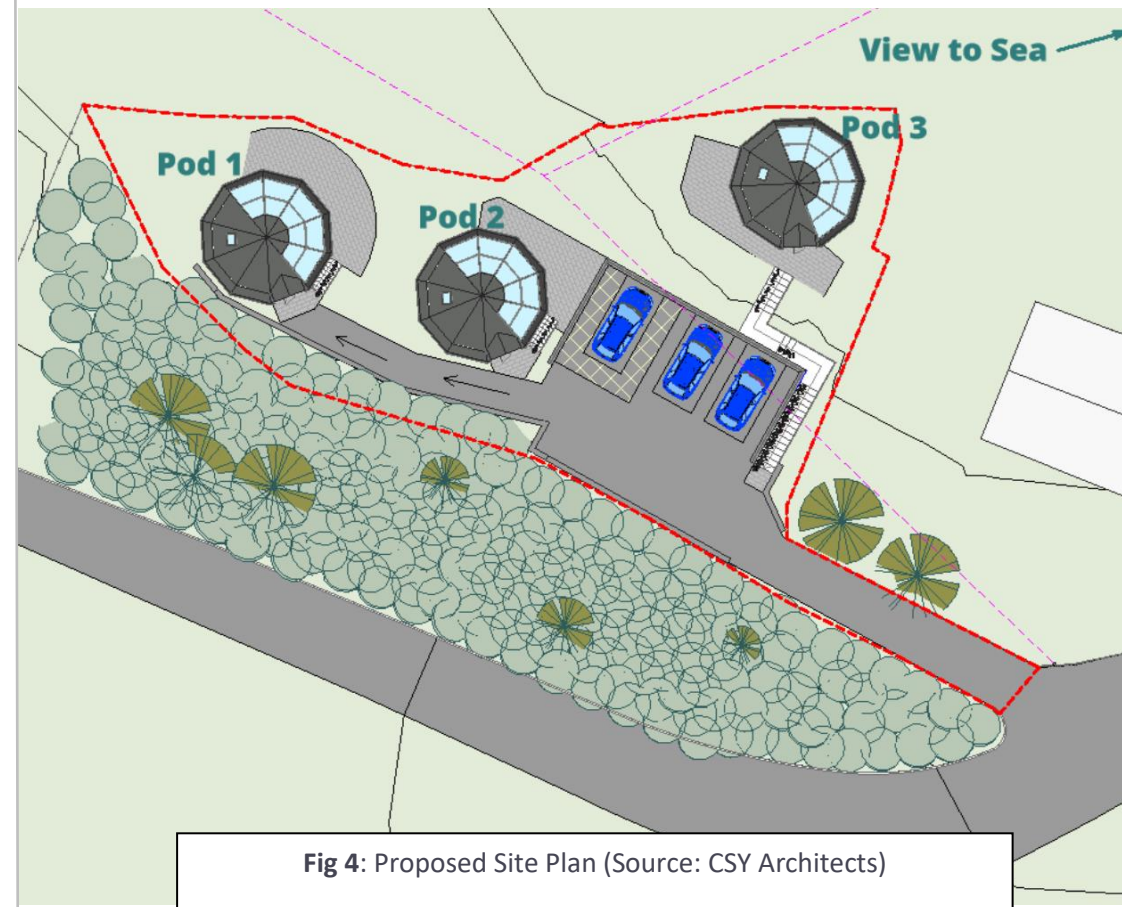 View to Sea
Pod 3
Pod 1
Pod 2
Fig 4: Proposed Site Plan (Source: CSY Architects)